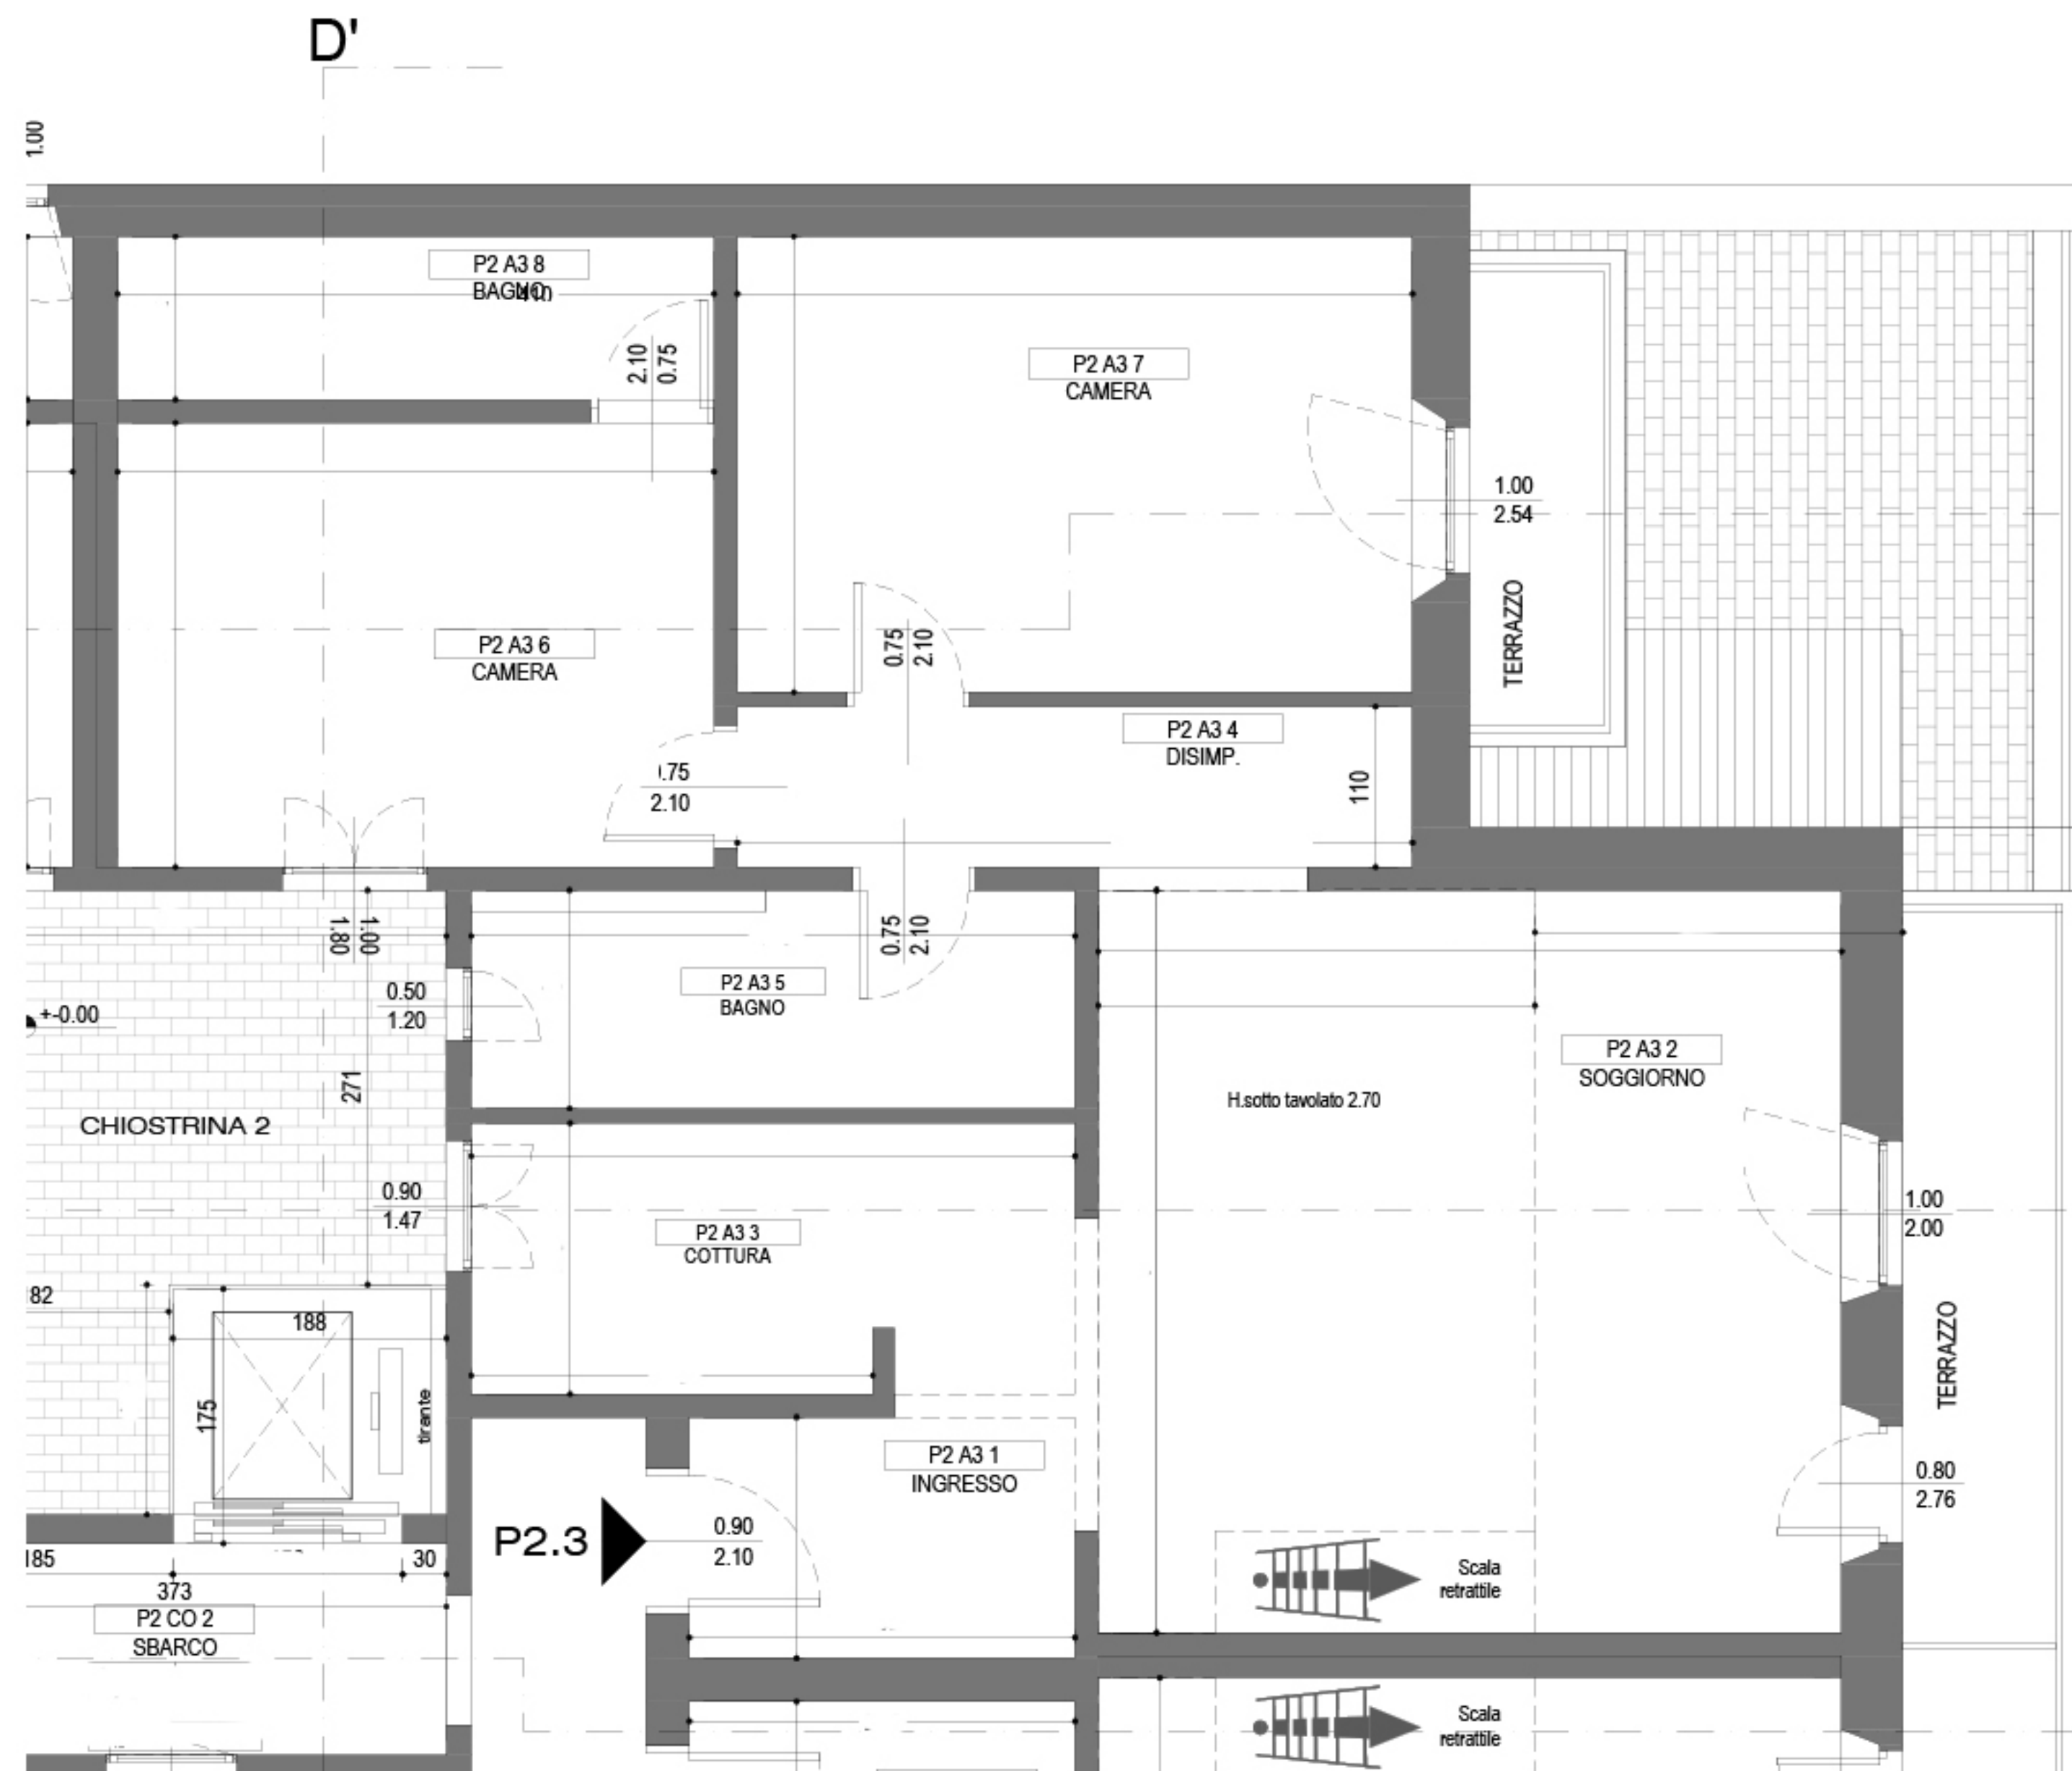 D'
1.00
P2 A3 8
BAGNO
410
2.10
0.75
P2 A3 7
CAMERA
1.00
2.54
TERRAZZO
P2 A3 6
CAMERA
0.75
2.10
P2 A3 4
DISIMP.
.75
2.10
110
1.00
1.80
0.75
2.10
P2 A3 5
BAGNO
0.50
1.20
+-0.00
271
CHIOSTRINA 2
P2 A3 2
SOGGIORNO
H.sotto tavolato 2.70
0.90
1.47
P2 A3 3
COTTURA
1.00
2.00
TERRAZZO
82
188
175
tirante
P2 A3 1
INGRESSO
0.80
2.76
P2.3
0.90
2.10
Scala
retrattile
185
30
373
P2 CO 2
SBARCO
Scala
retrattile